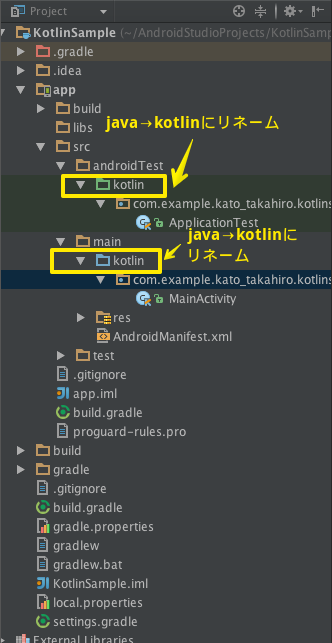 Project
KotlinSample (~/AndroidStudioProjects/KotlinSa
.gradle
.idea
app
build
libs
java→kotlinにリネーム
src
androidTest
kotlin
com.example.kato_takahiro.kotlins
ApplicationTest
main
java→kotlinに
kotlin
リネーム
com.example.kato_takahiro.kotlins
MainActivity
res
AndroidManifest.xml
test
.gitignore
app.iml
build.gradle
proguard-rules.pro
build
gradle
.gitignore
build.gradle
gradle.properties
gradlew
gradlew.bat
KotlinSample.iml
local.properties
settings.gradle
External Libraries